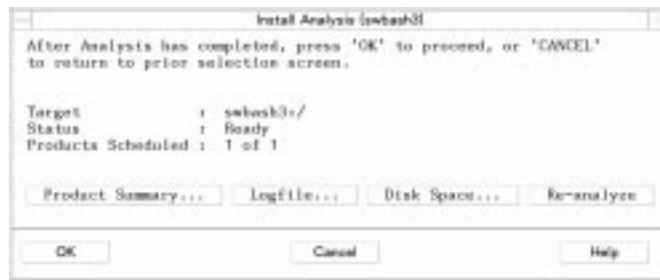 Install Analysis (swbash3)
After Analysis has completed, press 'OK' to proceed, or 'CANCEL'
to return to prior selection screen.
Target : swbash3:/
Status : Ready
Products Scheduled : 1 of 1
Product Summary... Logfile... Disk Space... Re-analyze
OK Cancel Help